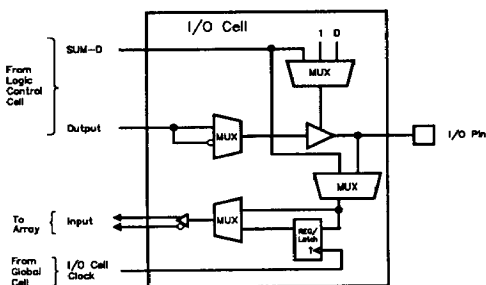 I/O Cell
From
Logic
Control
Cell
SUM-D
1 0
MUX
Output
MUX
I/O Pin
MUX
To
Array
Input
MUX
REG/
Latch
From
Global
Cell
I/O Cell
Clock